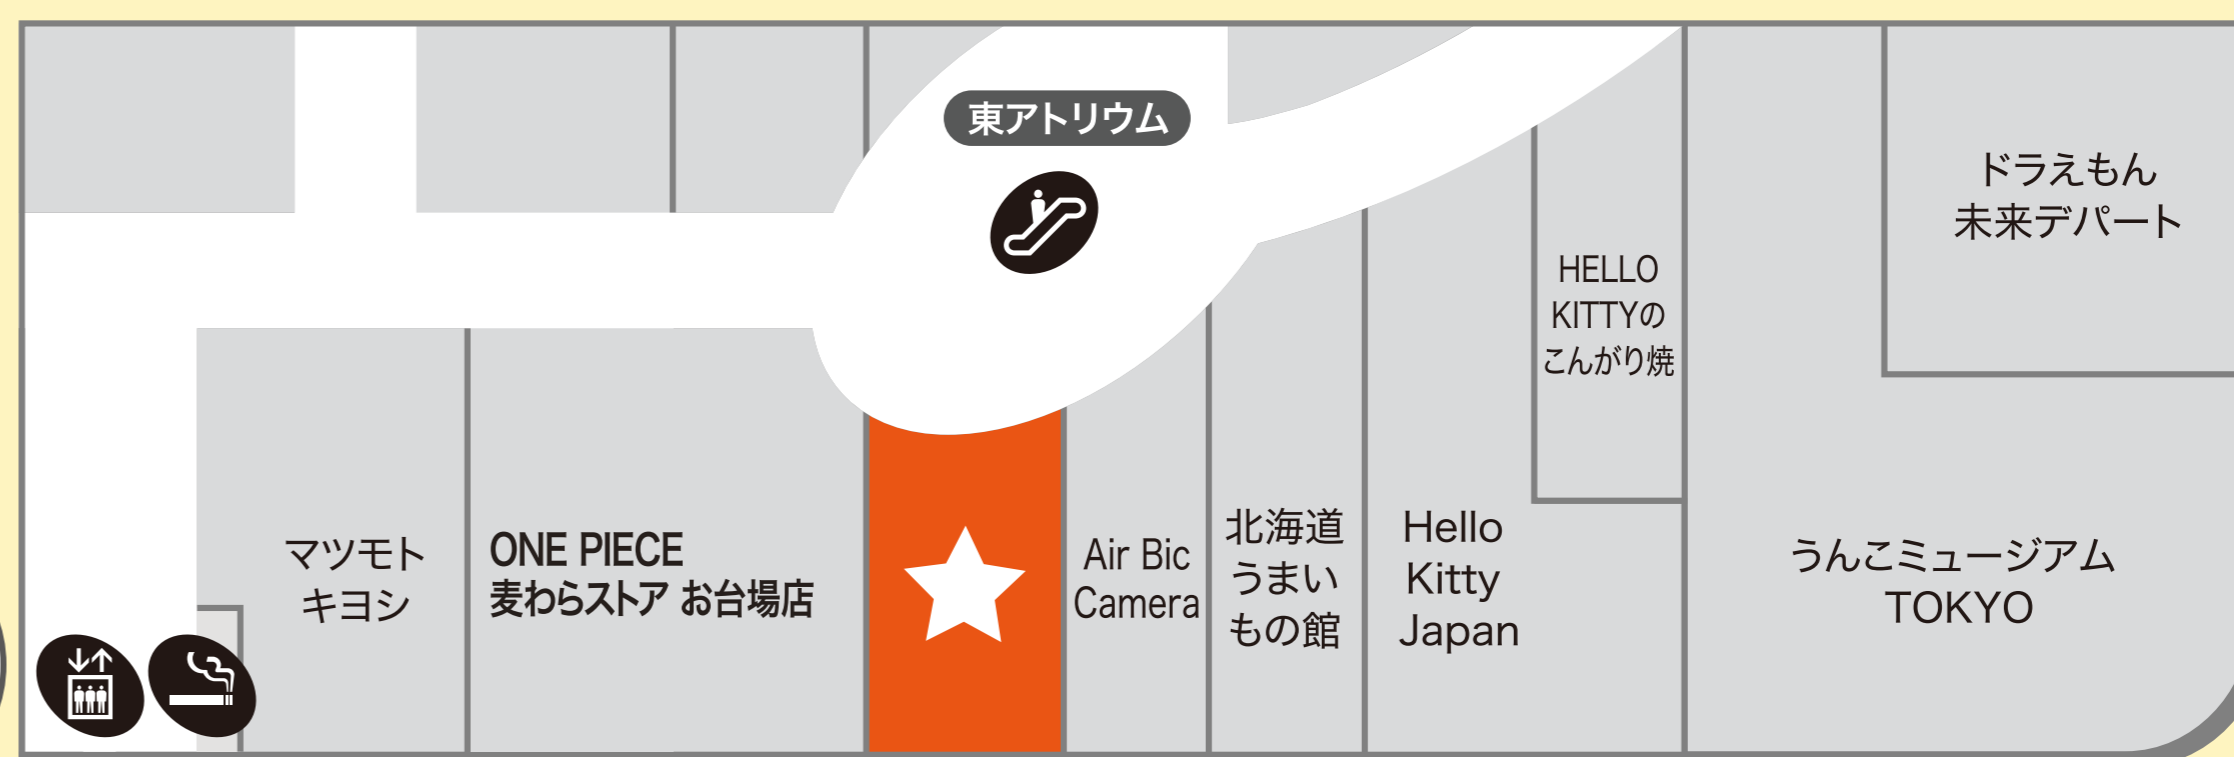 東アトリウム
ドラえもん
未来デパート
HELLO
KITTYの
こんがり焼
マツモト
キヨシ
ONE PIECE
麦わらストア お台場店
Air Bic
Camera
北海道
うまい
もの館
Hello
Kitty
Japan
うんこミュージアム
TOKYO